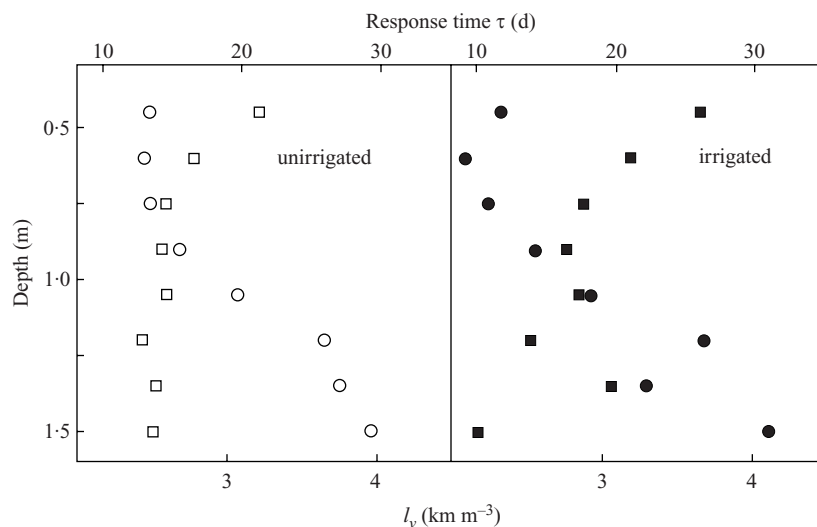 Response time τ (d)
10 20 30 10 20 30
unirrigated irrigated
0·5
Depth (m)
1·0
1·5
3 4 3 4
l_v (km m⁻³)